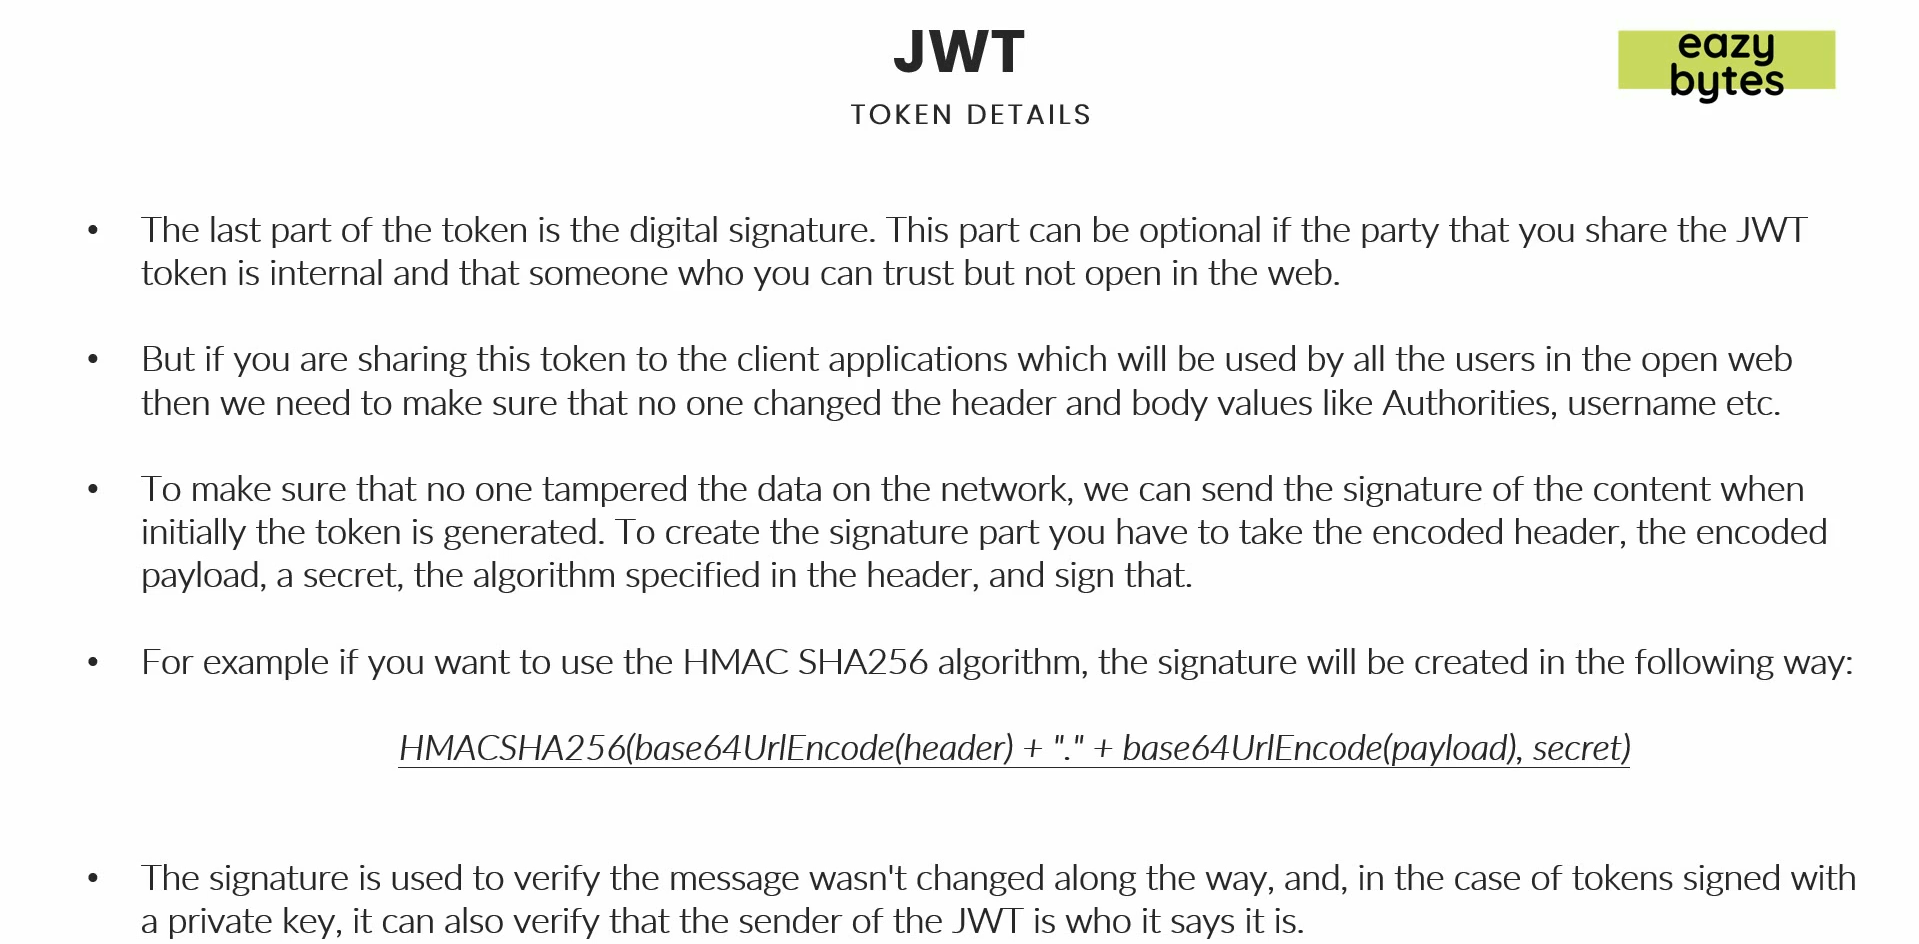 JWT
eazy
bytes
TOKEN DETAILS
• The last part of the token is the digital signature. This part can be optional if the party that you share the JWT
token is internal and that someone who you can trust but not open in the web.
• But if you are sharing this token to the client applications which will be used by all the users in the open web
then we need to make sure that no one changed the header and body values like Authorities, username etc.
• To make sure that no one tampered the data on the network, we can send the signature of the content when
initially the token is generated. To create the signature part you have to take the encoded header, the encoded
payload, a secret, the algorithm specified in the header, and sign that.
• For example if you want to use the HMAC SHA256 algorithm, the signature will be created in the following way:
HMACSHA256(base64UrlEncode(header) + "." + base64UrlEncode(payload), secret)
• The signature is used to verify the message wasn't changed along the way, and, in the case of tokens signed with
a private key, it can also verify that the sender of the JWT is who it says it is.